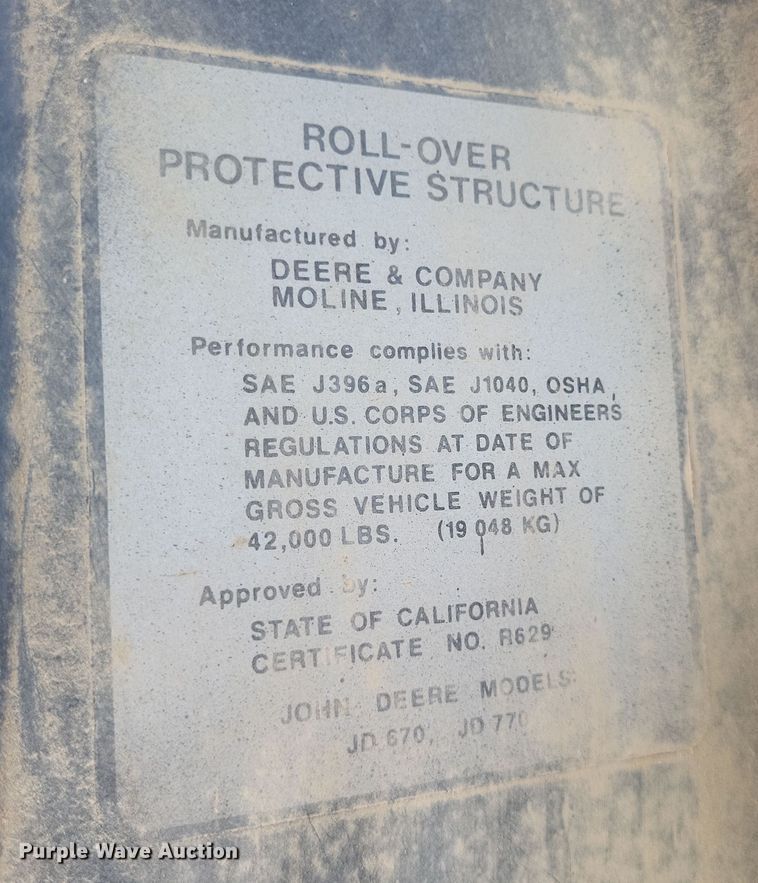 ROLL-OVER
PROTECTIVE STRUCTURE
Manufactured by:
DEERE & COMPANY
MOLINE, ILLINOIS
Performance complies with:
SAE J396a, SAE J1040, OSHA,
AND U.S. CORPS OF ENGINEERS
REGULATIONS AT DATE OF
MANUFACTURE FOR A MAX
GROSS VEHICLE WEIGHT OF
42,000 LBS. (19 048 KG)
Approved by:
STATE OF CALIFORNIA
CERTIFICATE NO. R629
JOHN DEERE MODELS:
JD 670, JD 770
Purple Wave Auction